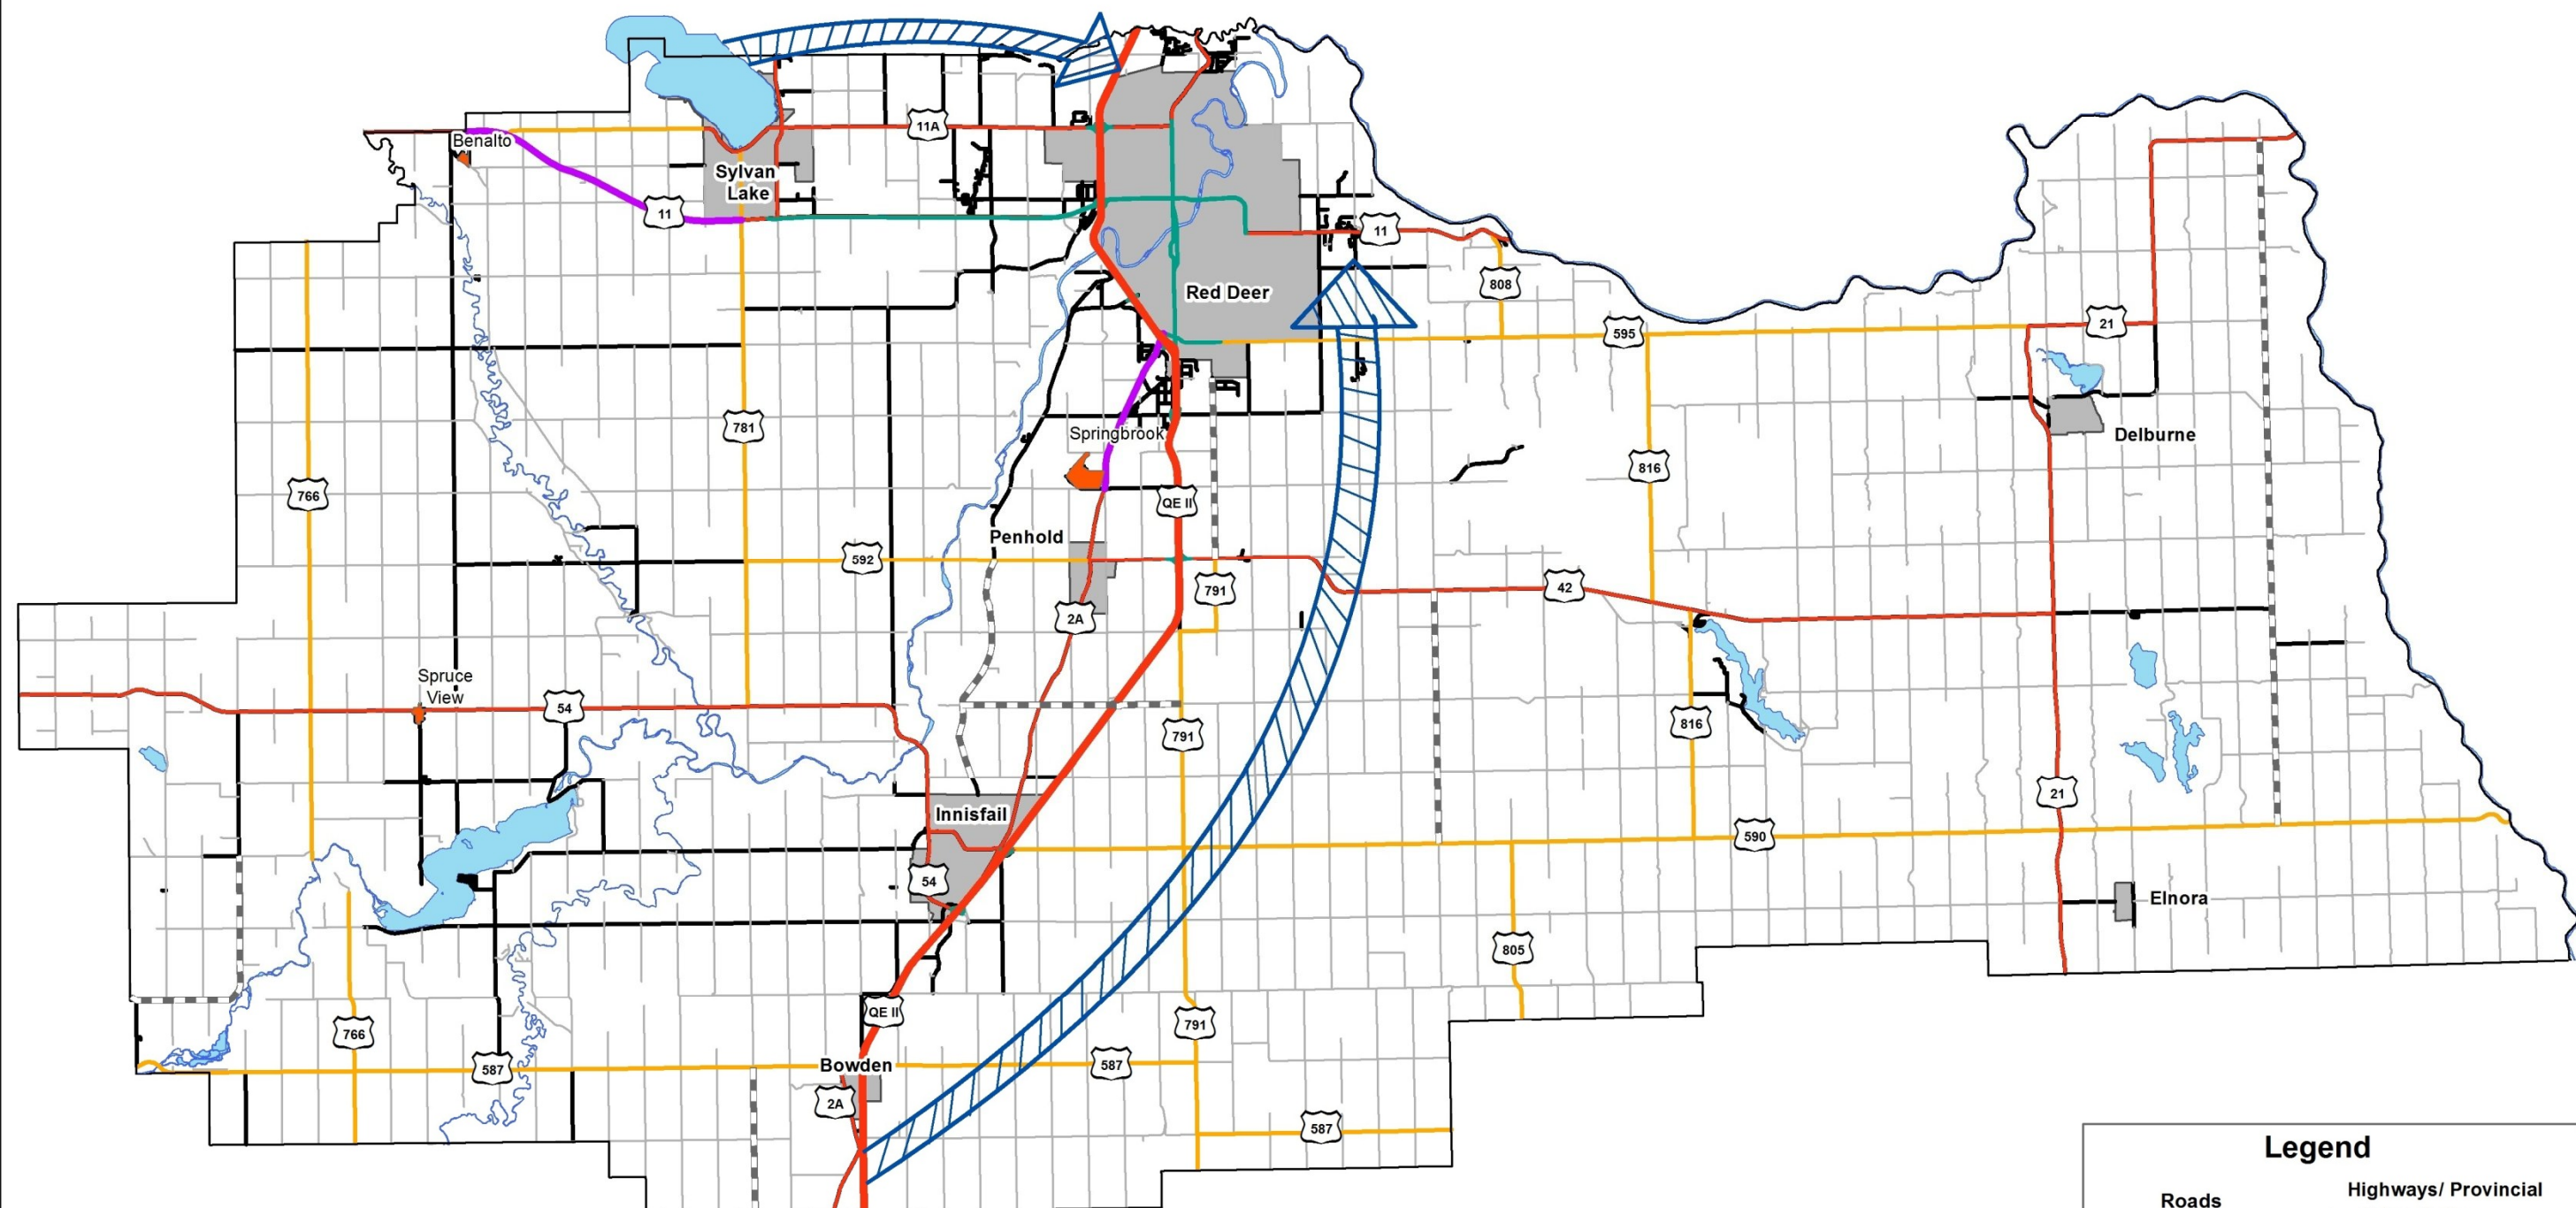 11A
Benalto
Sylvan
Lake
11
11
Red Deer
808
595
21
781
Springbrook
Delburne
816
766
QE II
Penhold
592
791
42
2A
Spruce
View
54
816
791
21
Innisfail
590
54
Elnora
805
QE II
791
766
Bowden
587
587
2A
587
Legend
Highways/ Provincial
Roads